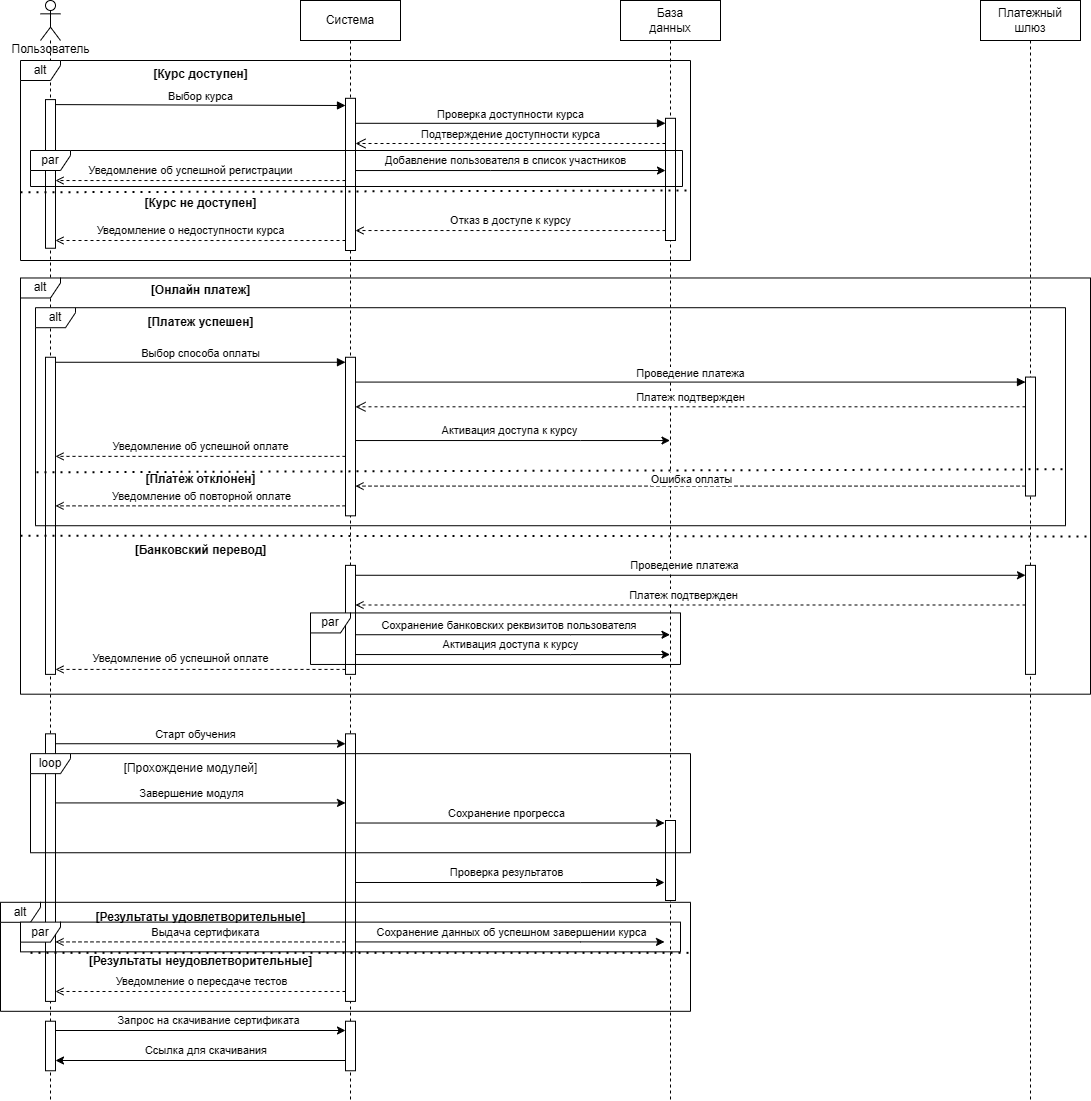 Пользователь
Система
База
данных
Платежный
шлюз
alt
[Курс доступен]
Выбор курса
Проверка доступности курса
Подтверждение доступности курса
par
Добавление пользователя в список участников
Уведомление об успешной регистрации
[Курс не доступен]
Отказ в доступе к курсу
Уведомление о недоступности курса
alt
[Онлайн платеж]
alt
[Платеж успешен]
Выбор способа оплаты
Проведение платежа
Платеж подтвержден
Активация доступа к курсу
Уведомление об успешной оплате
[Платеж отклонен]
Ошибка оплаты
Уведомление об повторной оплате
[Банковский перевод]
Проведение платежа
Платеж подтвержден
par
Сохранение банковских реквизитов пользователя
Активация доступа к курсу
Уведомление об успешной оплате
Старт обучения
loop
[Прохождение модулей]
Завершение модуля
Сохранение прогресса
Проверка результатов
alt
[Результаты удовлетворительные]
par
Выдача сертификата
Сохранение данных об успешном завершении курса
[Результаты неудовлетворительные]
Уведомление о пересдаче тестов
Запрос на скачивание сертификата
Ссылка для скачивания